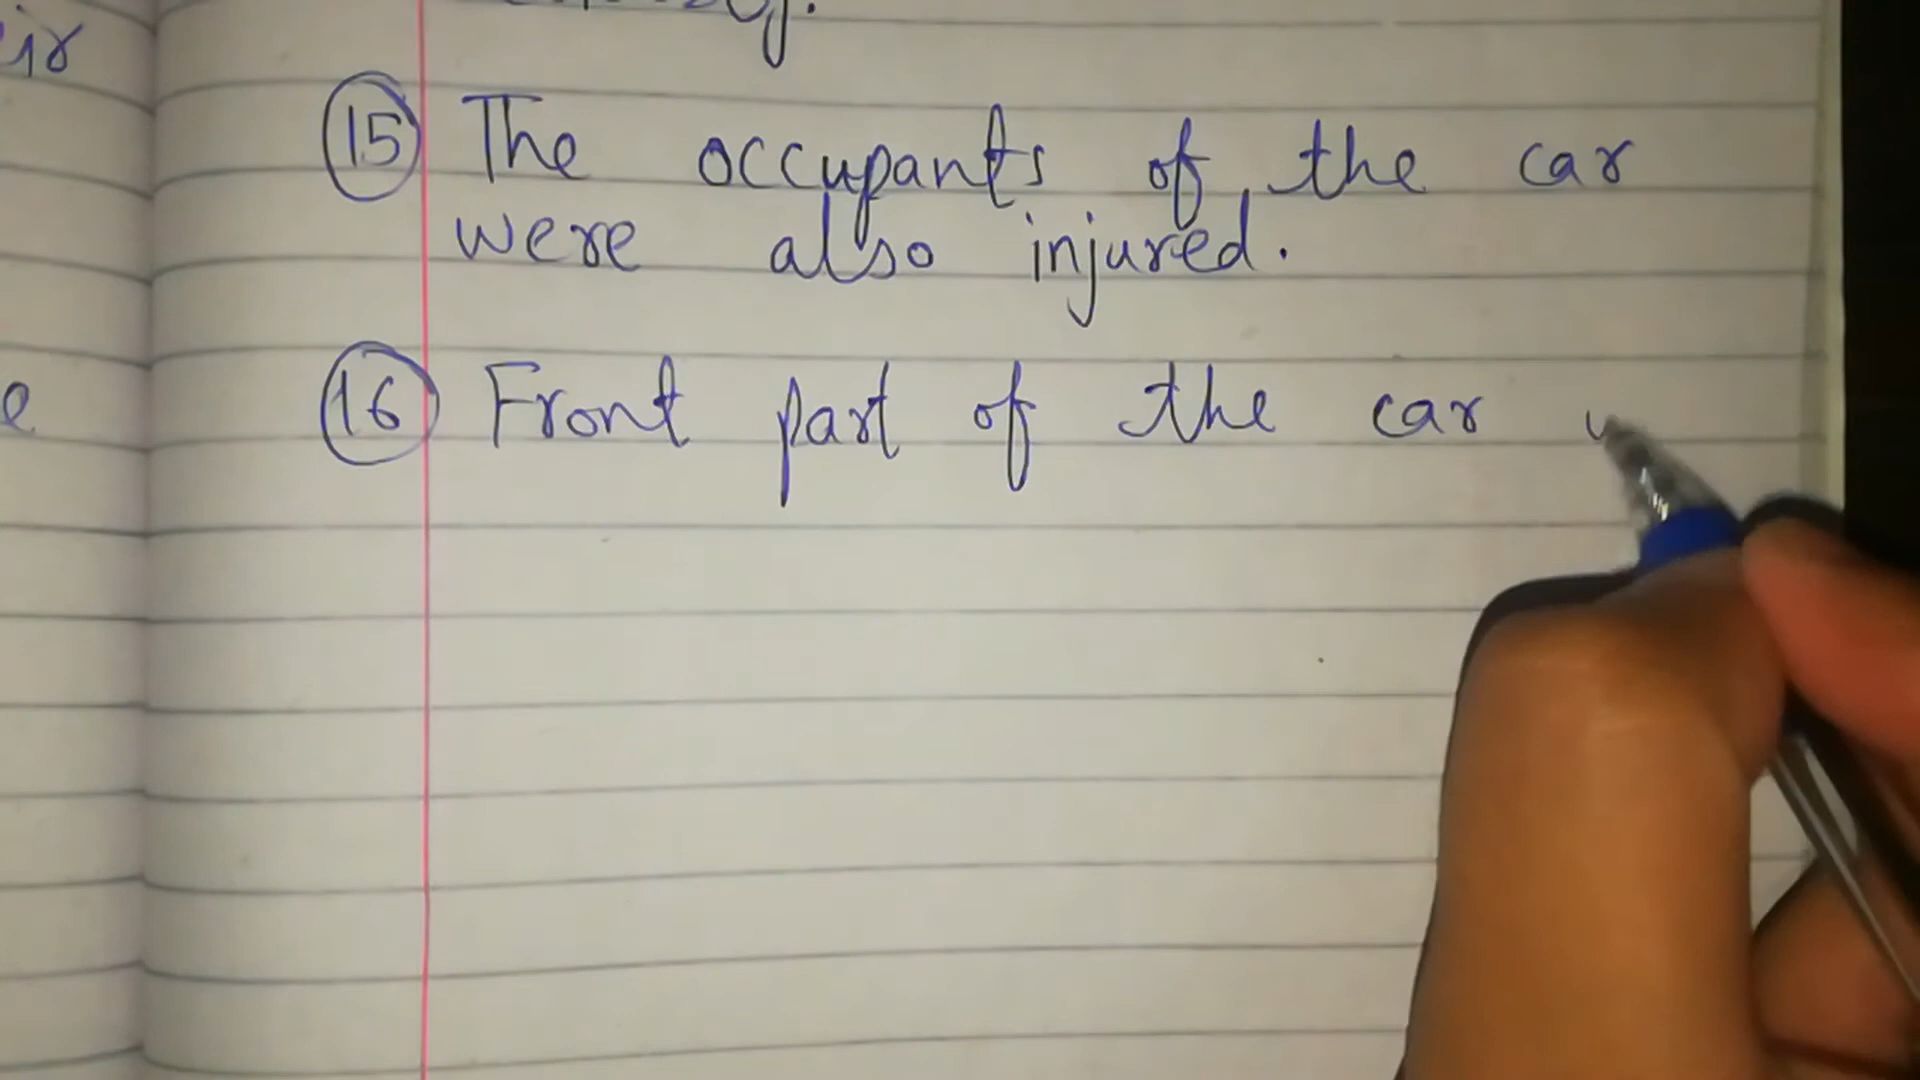 15 The occupants of the car
were also injured.
16 Front part of the car